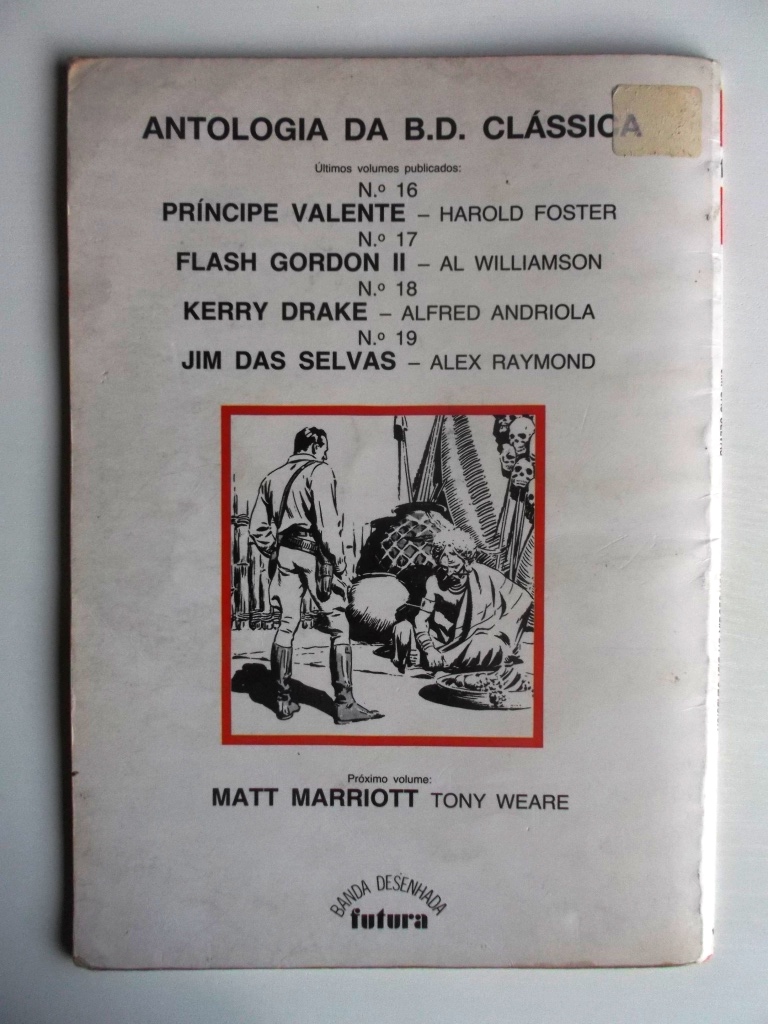 ANTOLOGIA DA B.D. CLÁSSICA
Últimos volumes publicados:
N.º 16
PRÍNCIPE VALENTE – HAROLD FOSTER
N.º 17
FLASH GORDON II – AL WILLIAMSON
N.º 18
KERRY DRAKE – ALFRED ANDRIOLA
N.º 19
JIM DAS SELVAS – ALEX RAYMOND
Próximo volume:
MATT MARRIOTT TONY WEARE
BANDA DESENHADA
futura